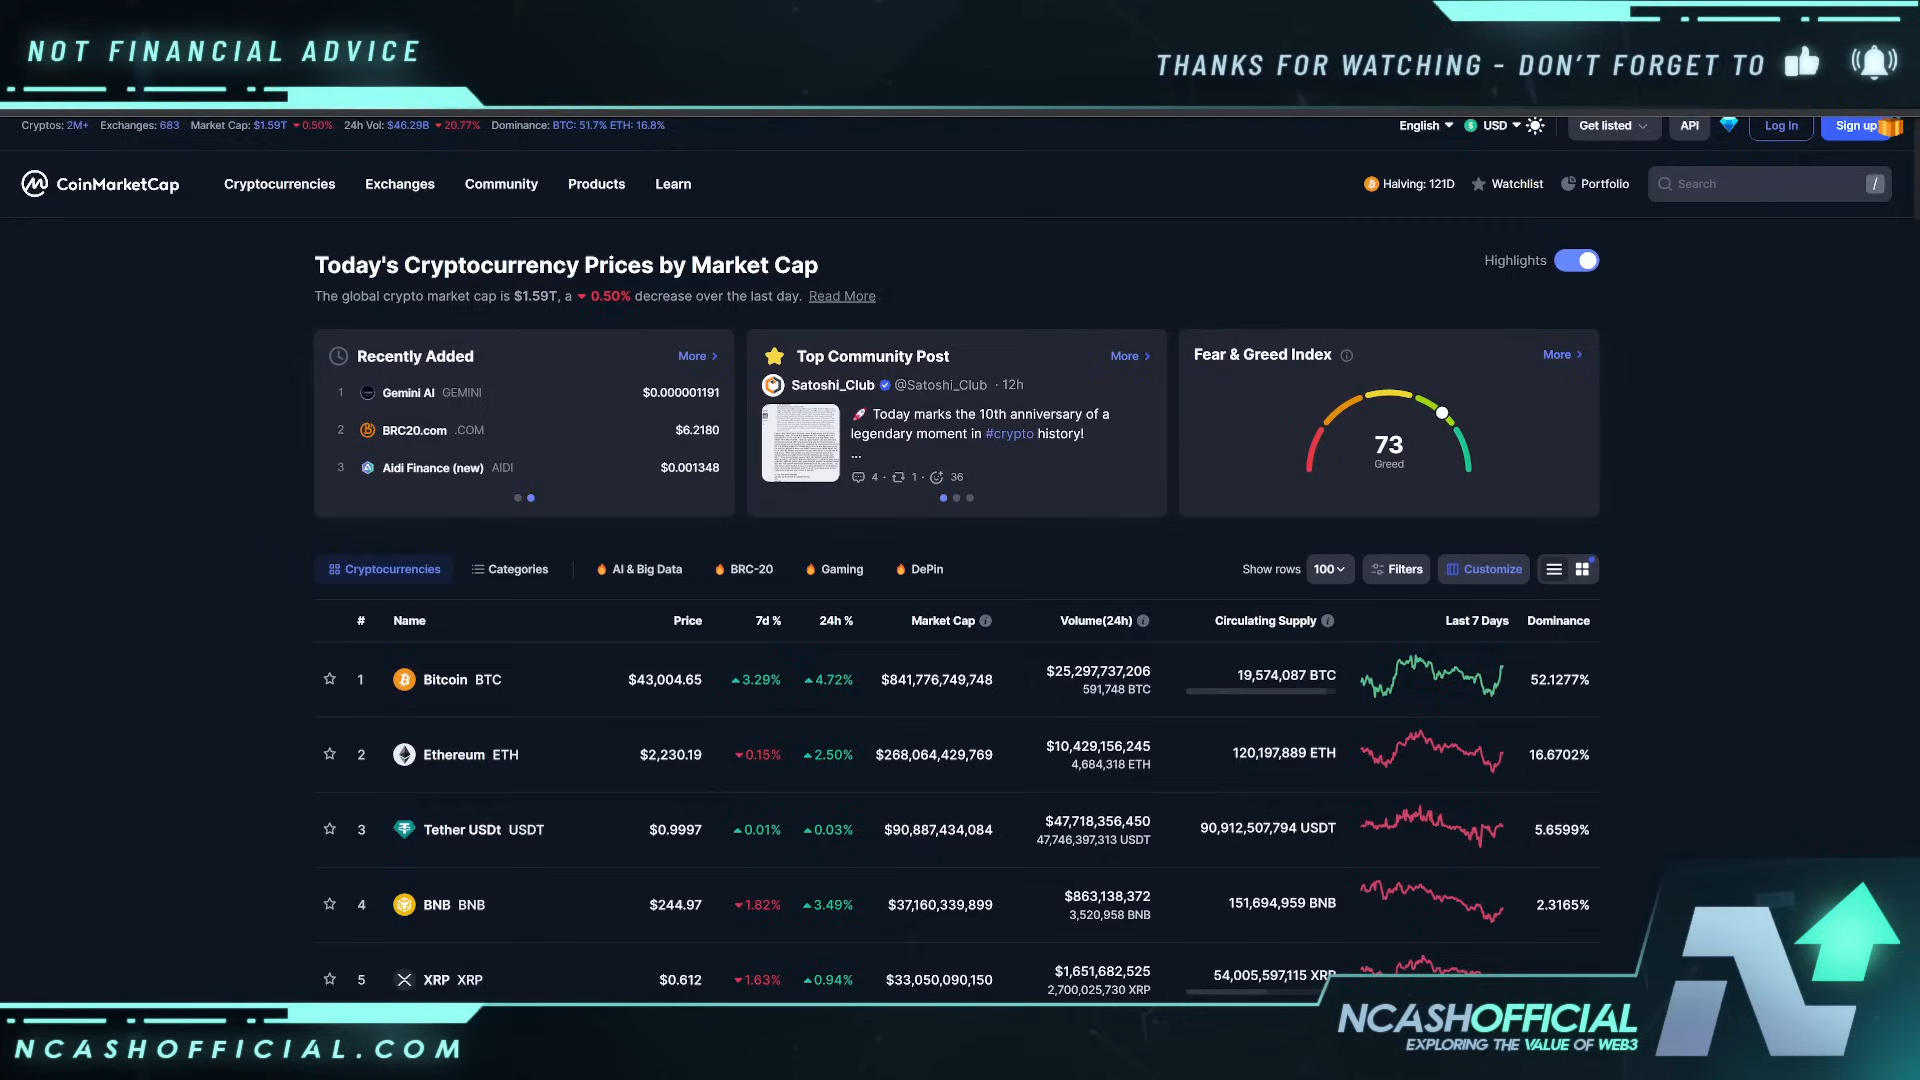 NOT FINANCIAL ADVICE
THANKS FOR WATCHING - DON'T FORGET TO
Cryptos: 2M+ Exchanges: 683 Market Cap: $1.59T 0.50% 24h Vol: $46.29B 20.77% Dominance: BTC: 51.7% ETH: 16.8%
English USD Get listed API Log In Sign up
CoinMarketCap Cryptocurrencies Exchanges Community Products Learn
Halving: 121D Watchlist Portfolio Search /
Today's Cryptocurrency Prices by Market Cap
Highlights
The global crypto market cap is $1.59T, a 0.50% decrease over the last day. Read More
Recently Added More
1 Gemini AI GEMINI $0.000001191
2 BRC20.com .COM $6.2180
3 Aidi Finance (new) AIDI $0.001348
Top Community Post More
Satoshi_Club @Satoshi_Club · 12h
Today marks the 10th anniversary of a
legendary moment in #crypto history!
...
4 · 1 · 36
Fear & Greed Index More
73
Greed
Cryptocurrencies Categories AI & Big Data BRC-20 Gaming DePin
Show rows 100 Filters Customize
# Name Price 7d % 24h % Market Cap Volume(24h) Circulating Supply Last 7 Days Dominance
1 Bitcoin BTC $43,004.65 3.29% 4.72% $841,776,749,748 $25,297,737,206 19,574,087 BTC 52.1277%
591,748 BTC
2 Ethereum ETH $2,230.19 0.15% 2.50% $268,064,429,769 $10,429,156,245 120,197,889 ETH 16.6702%
4,684,318 ETH
3 Tether USDt USDT $0.9997 0.01% 0.03% $90,887,434,084 $47,718,356,450 90,912,507,794 USDT 5.6599%
47,746,397,313 USDT
4 BNB BNB $244.97 1.82% 3.49% $37,160,339,899 $863,138,372 151,694,959 BNB 2.3165%
3,520,958 BNB
5 XRP XRP $0.612 1.63% 0.94% $33,050,090,150 $1,651,682,525 54,005,597,115 XRP
2,700,025,730 XRP
NCASHOFFICIAL
EXPLORING THE VALUE OF WEB3
NCASHOFFICIAL.COM